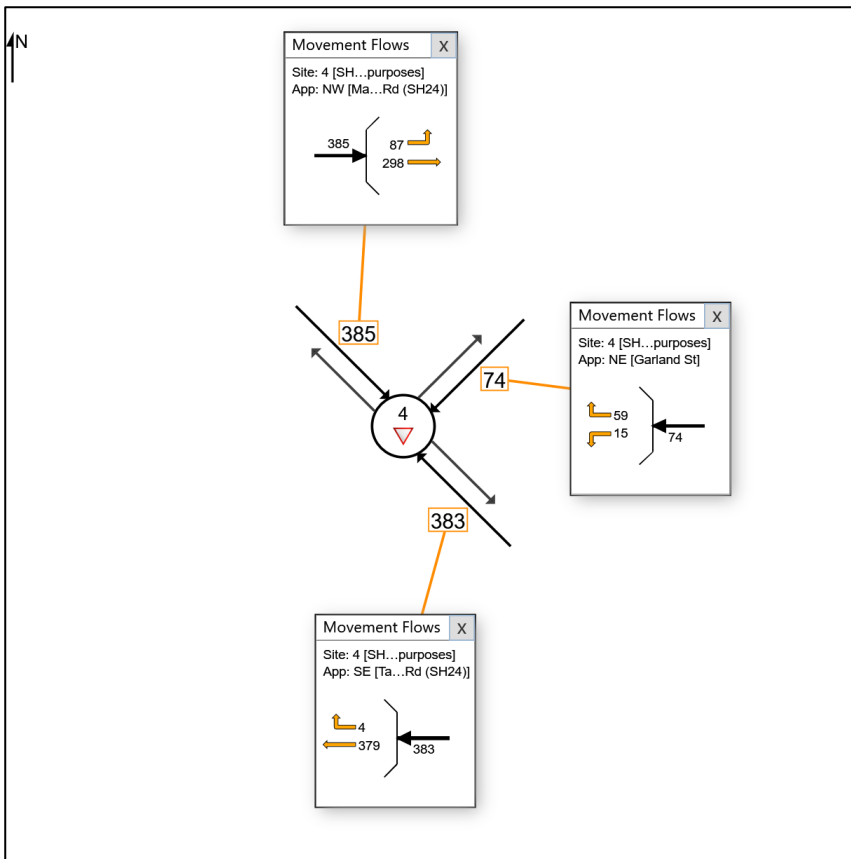 N
Movement Flows X
Site: 4 [SH...purposes]
App: NW [Ma...Rd (SH24)]
385
87
298
385
Movement Flows X
Site: 4 [SH...purposes]
App: NE [Garland St]
59
15
74
74
4
383
Movement Flows X
Site: 4 [SH...purposes]
App: SE [Ta...Rd (SH24)]
4
379
383